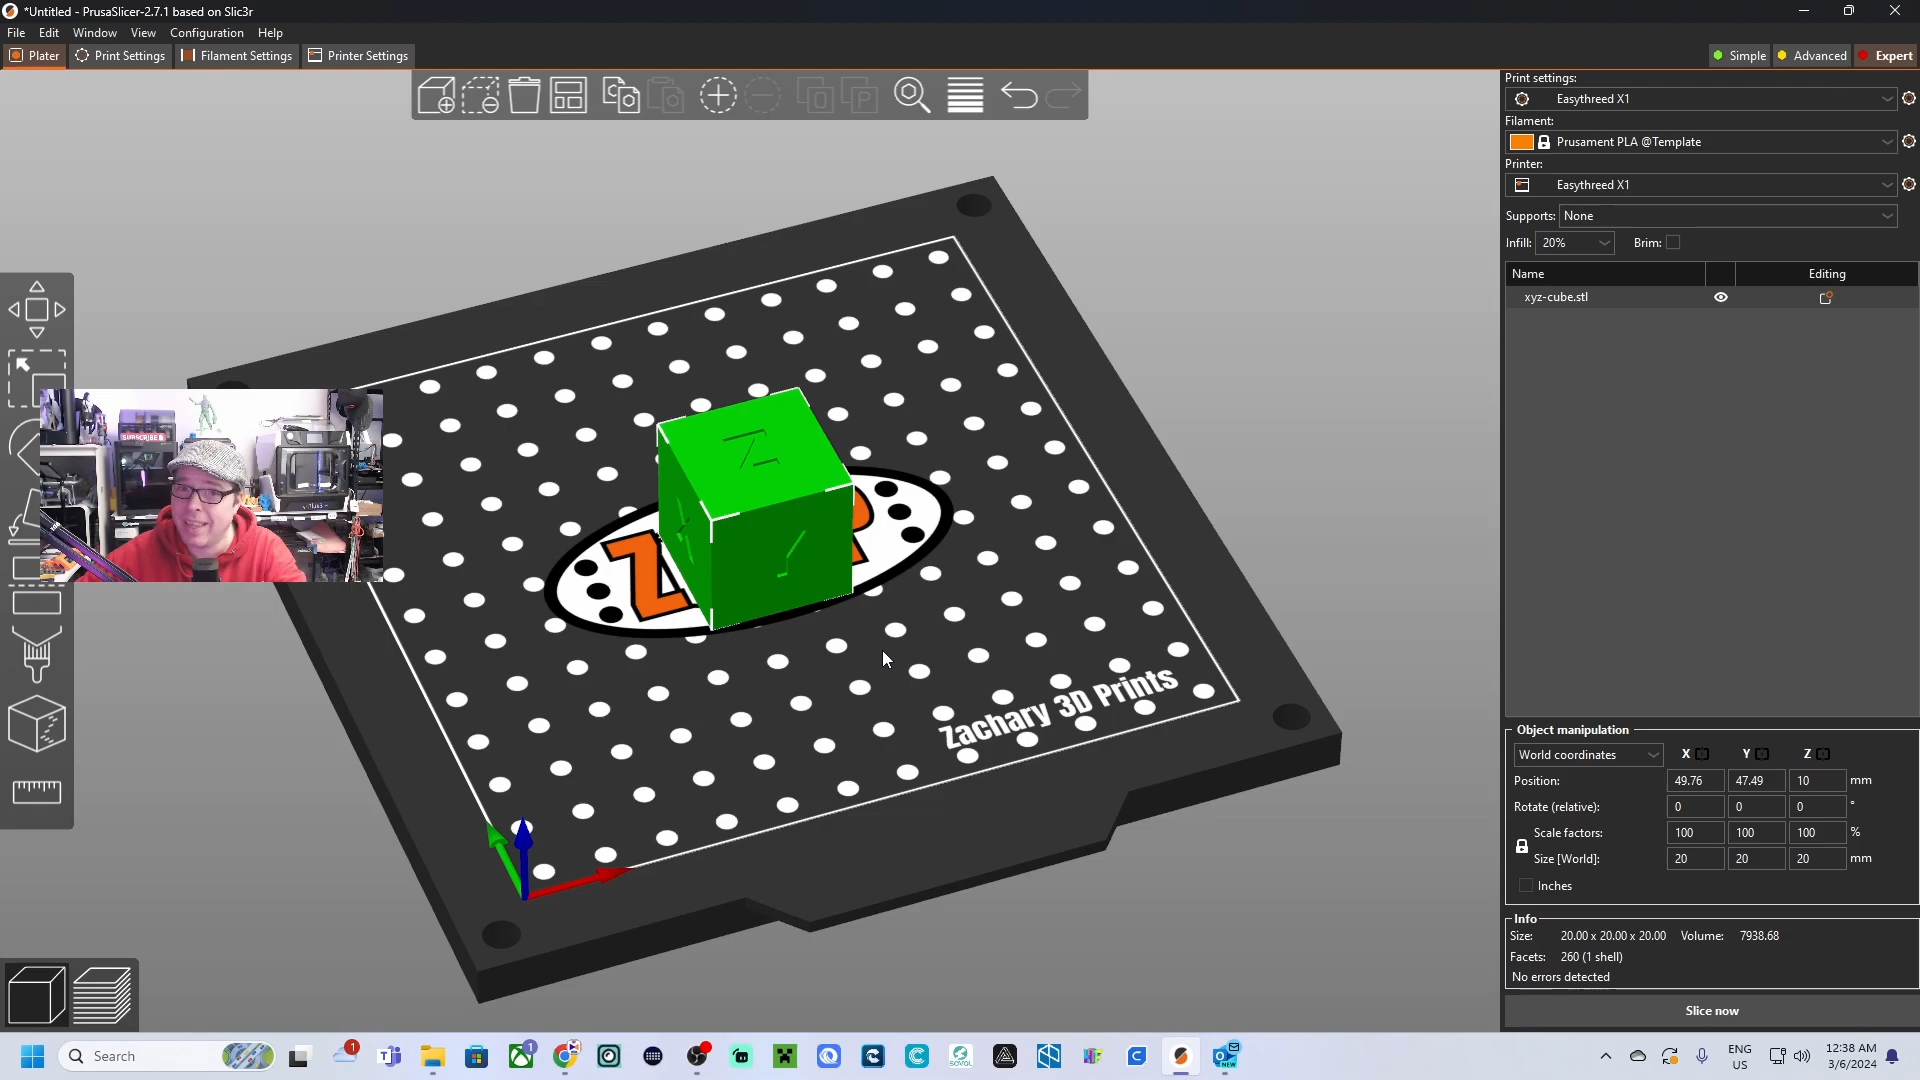 *Untitled - PrusaSlicer-2.7.1 based on Slic3r
File Edit Window View Configuration Help
Plater Print Settings Filament Settings Printer Settings
Simple Advanced Expert
Print settings:
Easythreed X1
Filament:
Prusament PLA @Template
Printer:
Easythreed X1
Supports: None
Infill: 20% Brim:
Name Editing
xyz-cube.stl
SUBSCRIBE
Z
X
Y
Z
Zachary 3D Prints
Object manipulation
World coordinates X Y Z
Position: 49.76 47.49 10 mm
Rotate (relative): 0 0 0 °
Scale factors: 100 100 100 %
Size [World]: 20 20 20 mm
Inches
Info
Size: 20.00 x 20.00 x 20.00 Volume: 7938.68
Facets: 260 (1 shell)
No errors detected
Slice now
Search
1
1
SOVOL
NEW
ENG
US
12:38 AM
3/6/2024